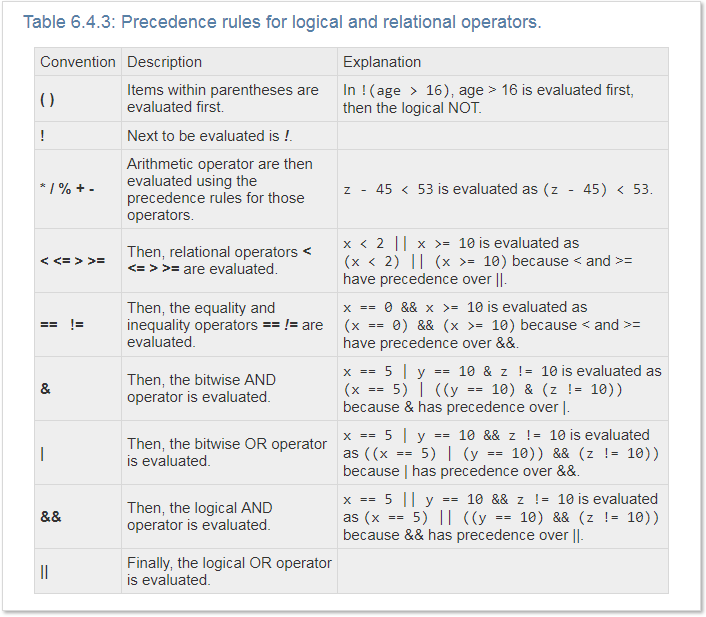 Table 6.4.3: Precedence rules for logical and relational operators.
Convention Description Explanation
( ) Items within parentheses are evaluated first. In !(age > 16), age > 16 is evaluated first, then the logical NOT.
! Next to be evaluated is !.
* / % + - Arithmetic operator are then evaluated using the precedence rules for those operators. z - 45 < 53 is evaluated as (z - 45) < 53.
< <= > >= Then, relational operators < <= > >= are evaluated. x < 2 || x >= 10 is evaluated as (x < 2) || (x >= 10) because < and >= have precedence over ||.
== != Then, the equality and inequality operators == != are evaluated. x == 0 && x >= 10 is evaluated as (x == 0) && (x >= 10) because < and >= have precedence over &&.
& Then, the bitwise AND operator is evaluated. x == 5 | y == 10 & z != 10 is evaluated as (x == 5) | ((y == 10) & (z != 10)) because & has precedence over |.
| Then, the bitwise OR operator is evaluated. x == 5 | y == 10 && z != 10 is evaluated as ((x == 5) | (y == 10)) && (z != 10)) because | has precedence over &&.
&& Then, the logical AND operator is evaluated. x == 5 || y == 10 && z != 10 is evaluated as (x == 5) || ((y == 10) && (z != 10)) because && has precedence over ||.
|| Finally, the logical OR operator is evaluated.